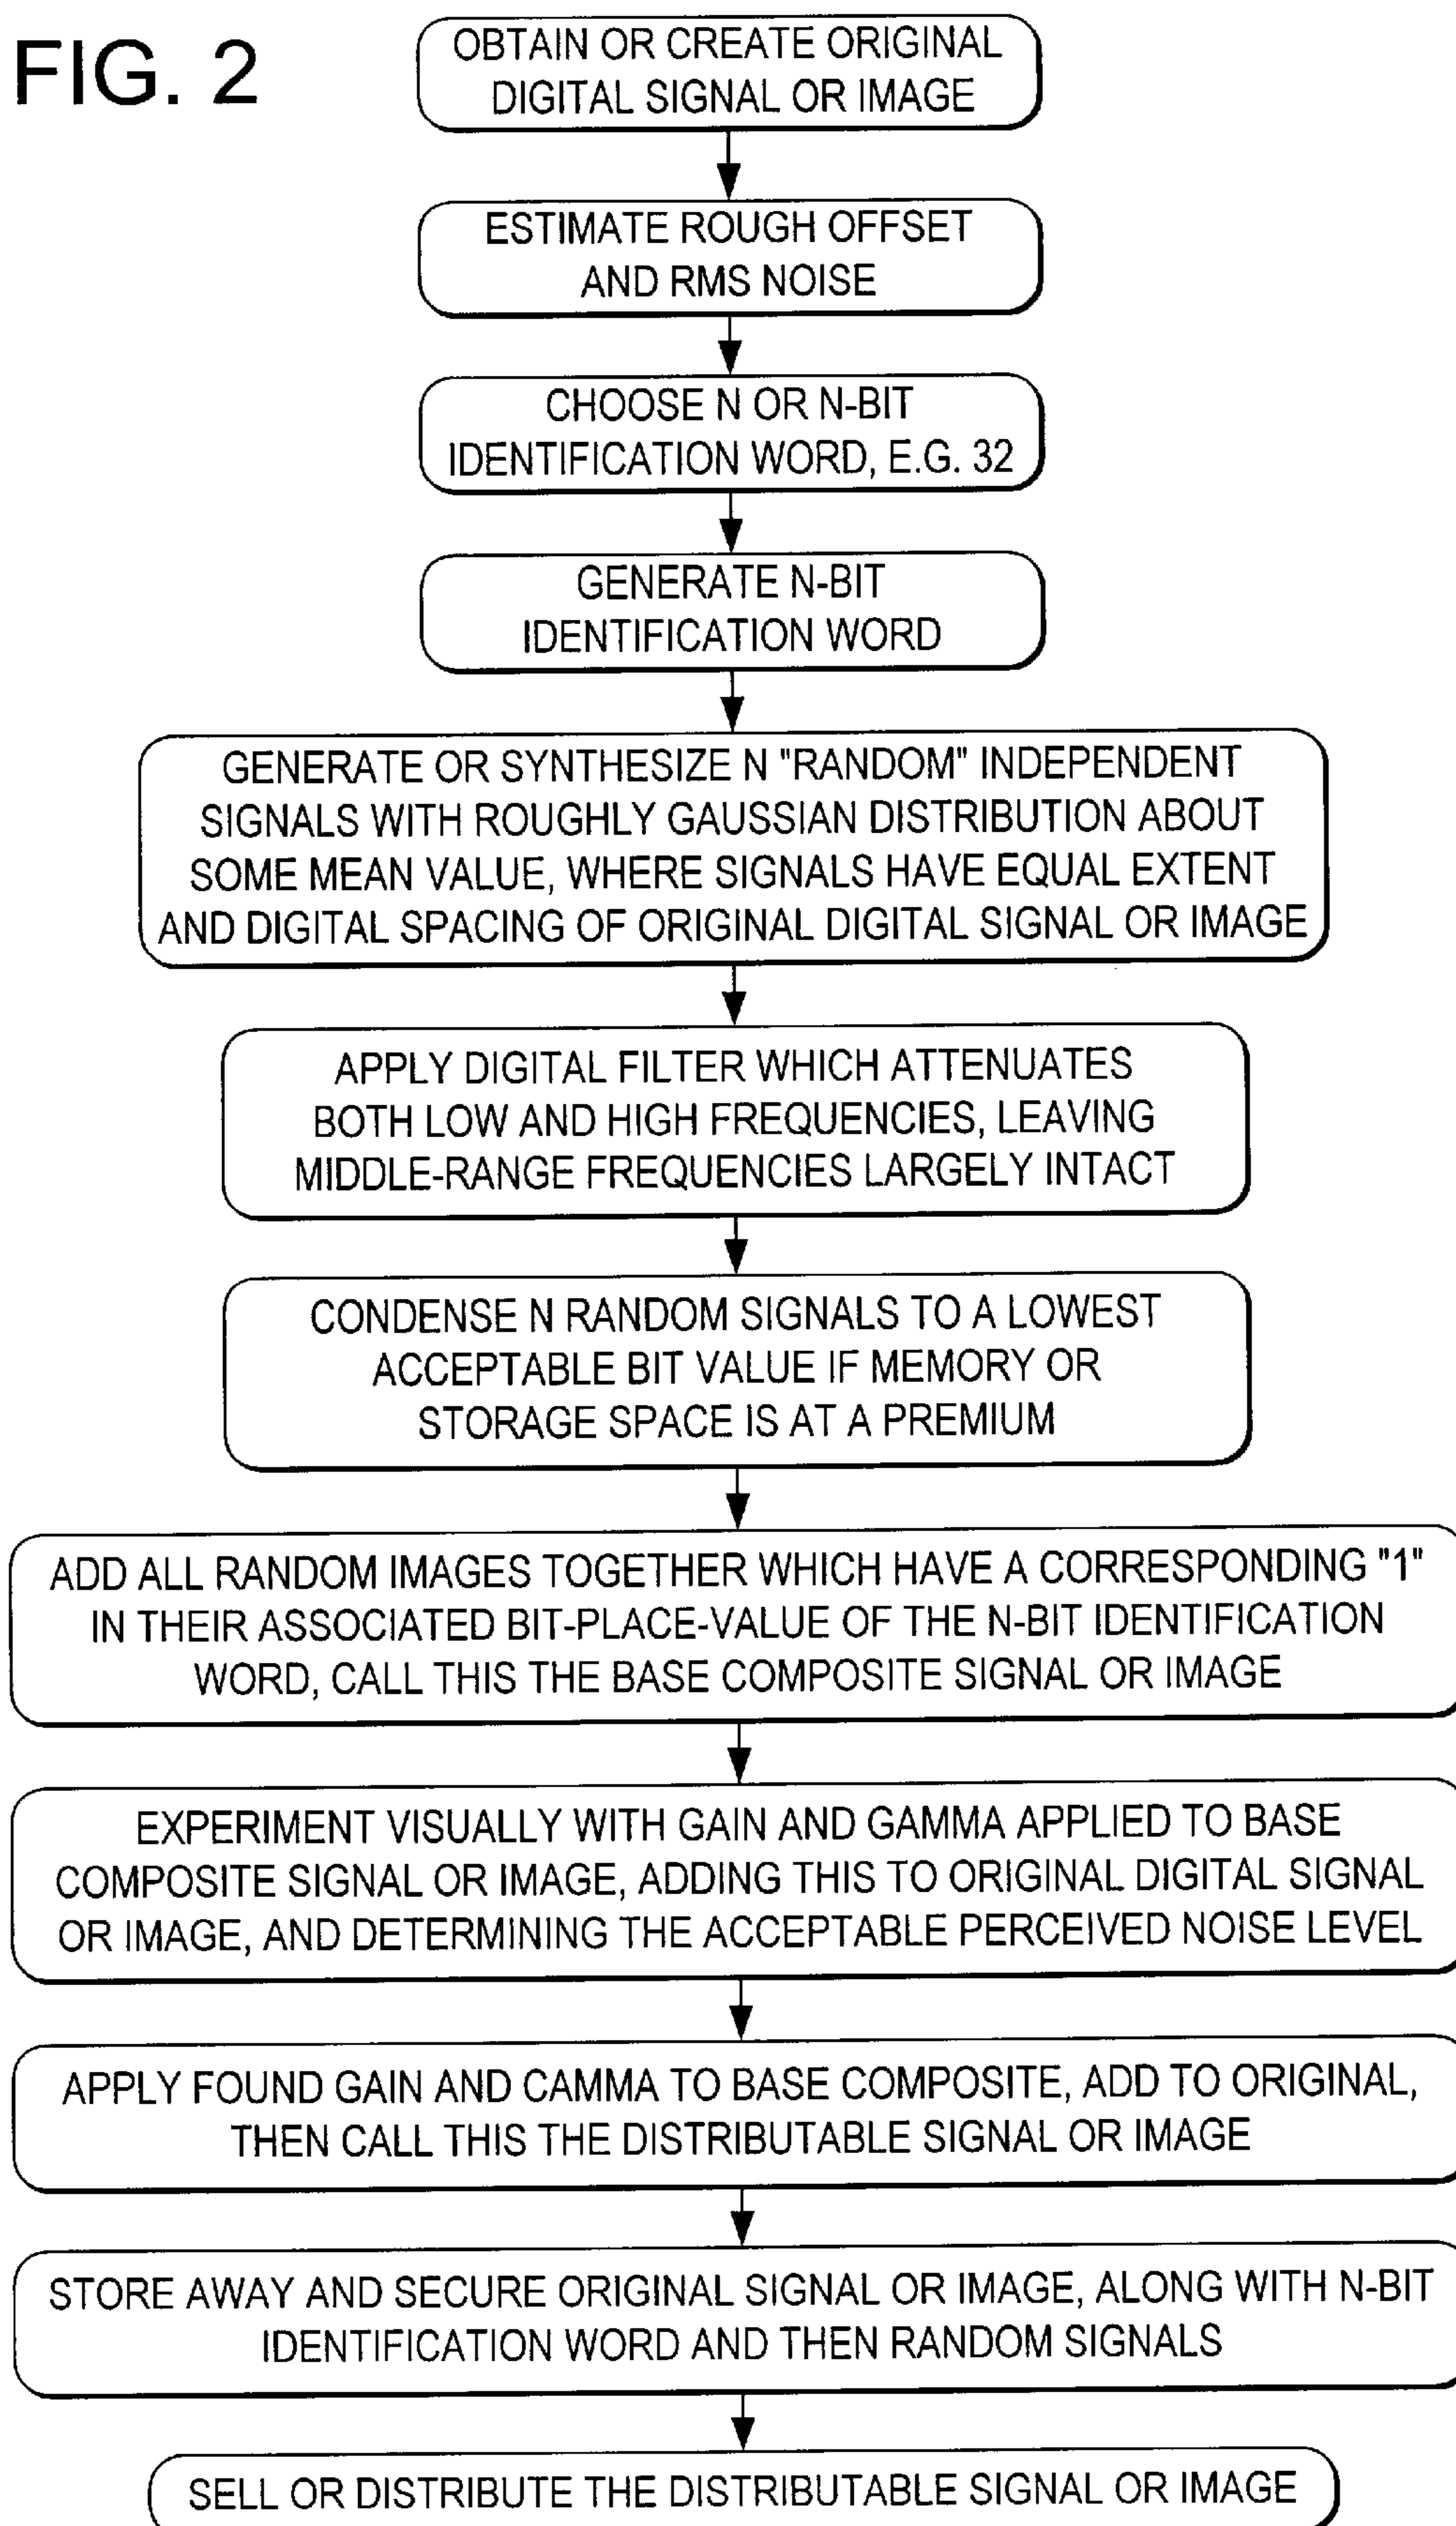 FIG. 2
OBTAIN OR CREATE ORIGINAL
DIGITAL SIGNAL OR IMAGE
ESTIMATE ROUGH OFFSET
AND RMS NOISE
CHOOSE N OR N-BIT
IDENTIFICATION WORD, E.G. 32
GENERATE N-BIT
IDENTIFICATION WORD
GENERATE OR SYNTHESIZE N "RANDOM" INDEPENDENT
SIGNALS WITH ROUGHLY GAUSSIAN DISTRIBUTION ABOUT
SOME MEAN VALUE, WHERE SIGNALS HAVE EQUAL EXTENT
AND DIGITAL SPACING OF ORIGINAL DIGITAL SIGNAL OR IMAGE
APPLY DIGITAL FILTER WHICH ATTENUATES
BOTH LOW AND HIGH FREQUENCIES, LEAVING
MIDDLE-RANGE FREQUENCIES LARGELY INTACT
CONDENSE N RANDOM SIGNALS TO A LOWEST
ACCEPTABLE BIT VALUE IF MEMORY OR
STORAGE SPACE IS AT A PREMIUM
ADD ALL RANDOM IMAGES TOGETHER WHICH HAVE A CORRESPONDING "1"
IN THEIR ASSOCIATED BIT-PLACE-VALUE OF THE N-BIT IDENTIFICATION
WORD, CALL THIS THE BASE COMPOSITE SIGNAL OR IMAGE
EXPERIMENT VISUALLY WITH GAIN AND GAMMA APPLIED TO BASE
COMPOSITE SIGNAL OR IMAGE, ADDING THIS TO ORIGINAL DIGITAL SIGNAL
OR IMAGE, AND DETERMINING THE ACCEPTABLE PERCEIVED NOISE LEVEL
APPLY FOUND GAIN AND CAMMA TO BASE COMPOSITE, ADD TO ORIGINAL,
THEN CALL THIS THE DISTRIBUTABLE SIGNAL OR IMAGE
STORE AWAY AND SECURE ORIGINAL SIGNAL OR IMAGE, ALONG WITH N-BIT
IDENTIFICATION WORD AND THEN RANDOM SIGNALS
SELL OR DISTRIBUTE THE DISTRIBUTABLE SIGNAL OR IMAGE